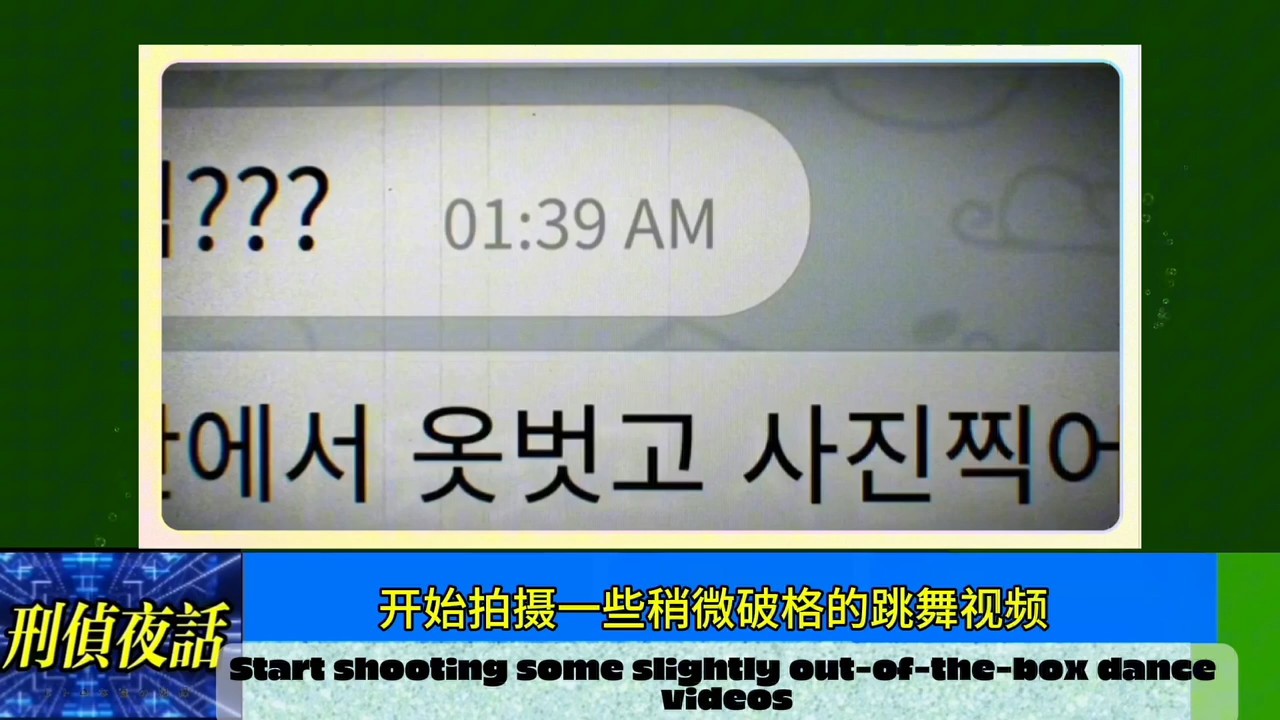 ???
01:39 AM
에서 옷벗고 사진찍어
刑偵夜話
开始拍摄一些稍微破格的跳舞视频
Start shooting some slightly out-of-the-box dance
videos